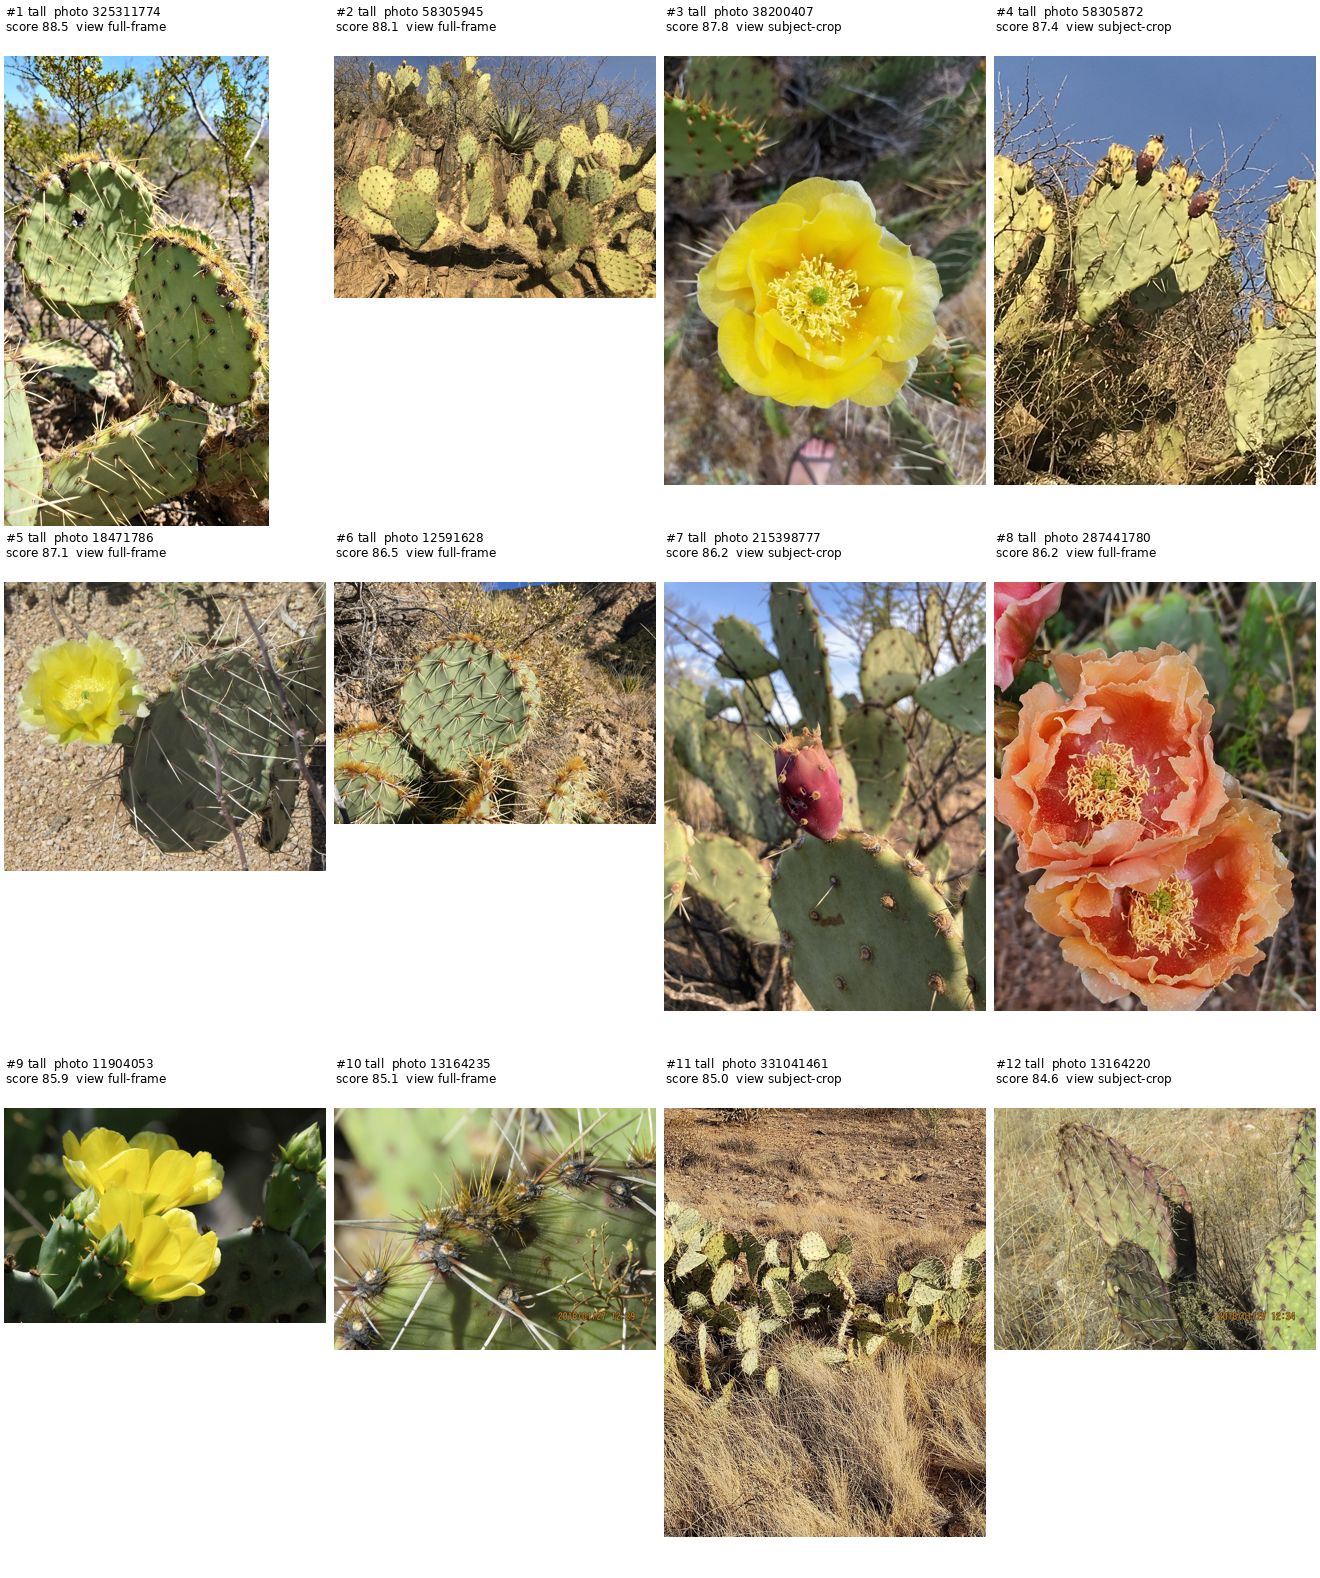 #1 tall photo 325311774
score 88.5 view full-frame
#2 tall photo 58305945
score 88.1 view full-frame
#3 tall photo 38200407
score 87.8 view subject-crop
#4 tall photo 58305872
score 87.4 view subject-crop
#5 tall photo 18471786
score 87.1 view full-frame
#6 tall photo 12591628
score 86.5 view full-frame
#7 tall photo 215398777
score 86.2 view subject-crop
#8 tall photo 287441780
score 86.2 view full-frame
#9 tall photo 11904053
score 85.9 view full-frame
#10 tall photo 13164235
score 85.1 view full-frame
#11 tall photo 331041461
score 85.0 view subject-crop
#12 tall photo 13164220
score 84.6 view subject-crop